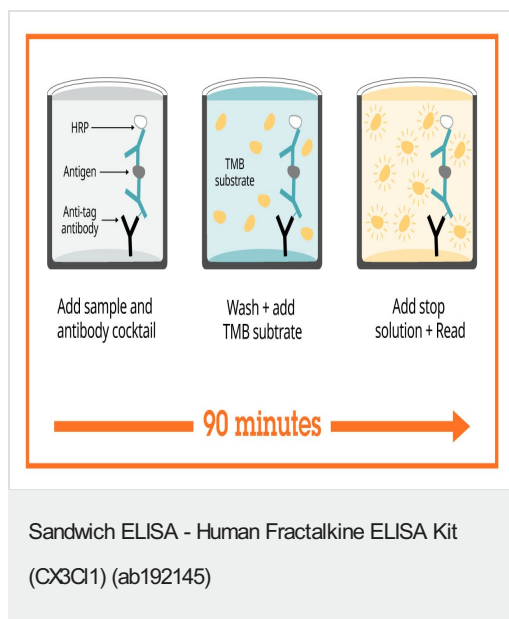 HRP
Antigen
Anti-tag
antibody
TMB
substrate
Add sample and
antibody cocktail
Wash + add
TMB subtrate
Add stop
solution + Read
90 minutes
Sandwich ELISA - Human Fractalkine ELISA Kit
(CX3Cl1) (ab192145)